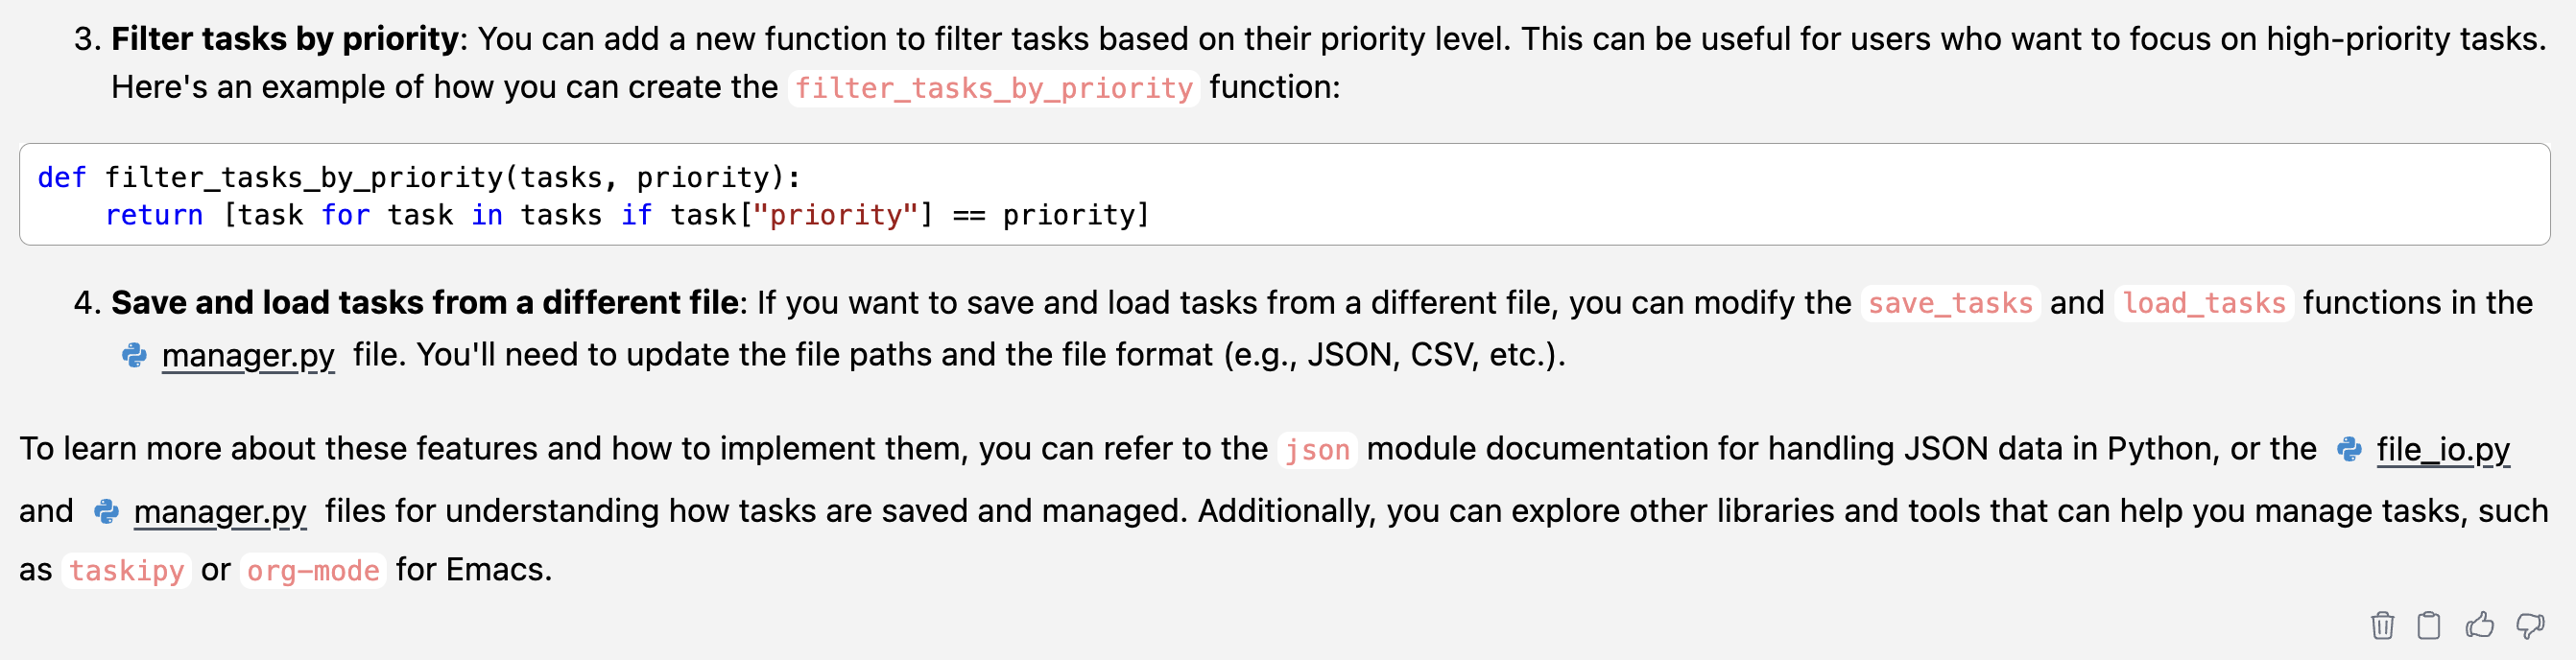 3. Filter tasks by priority: You can add a new function to filter tasks based on their priority level. This can be useful for users who want to focus on high-priority tasks.
Here's an example of how you can create the filter_tasks_by_priority function:
def filter_tasks_by_priority(tasks, priority):
    return [task for task in tasks if task["priority"] == priority]
4. Save and load tasks from a different file: If you want to save and load tasks from a different file, you can modify the save_tasks and load_tasks functions in the
manager.py file. You'll need to update the file paths and the file format (e.g., JSON, CSV, etc.).
To learn more about these features and how to implement them, you can refer to the json module documentation for handling JSON data in Python, or the file_io.py
and manager.py files for understanding how tasks are saved and managed. Additionally, you can explore other libraries and tools that can help you manage tasks, such
as taskipy or org-mode for Emacs.